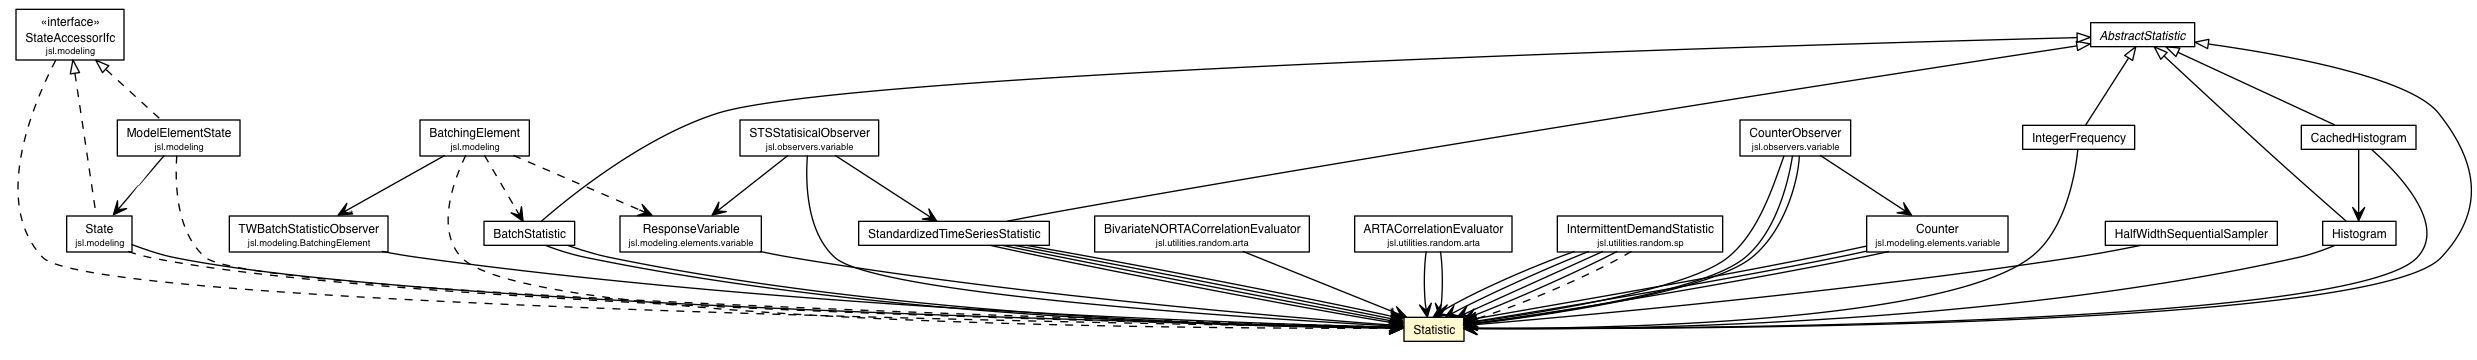 «interface»
StateAccessorIfc
jsl.modeling
AbstractStatistic
ModelElementState
jsl.modeling
BatchingElement
jsl.modeling
STSStatisicalObserver
jsl.observers.variable
CounterObserver
jsl.observers.variable
IntegerFrequency
CachedHistogram
State
jsl.modeling
TWBatchStatisticObserver
jsl.modeling.BatchingElement
BatchStatistic
ResponseVariable
jsl.modeling.elements.variable
StandardizedTimeSeriesStatistic
BivariateNORTACorrelationEvaluator
jsl.utilities.random.arta
ARTACorrelationEvaluator
jsl.utilities.random.arta
IntermittentDemandStatistic
jsl.utilities.random.sp
Counter
jsl.modeling.elements.variable
HalfWidthSequentialSampler
Histogram
Statistic